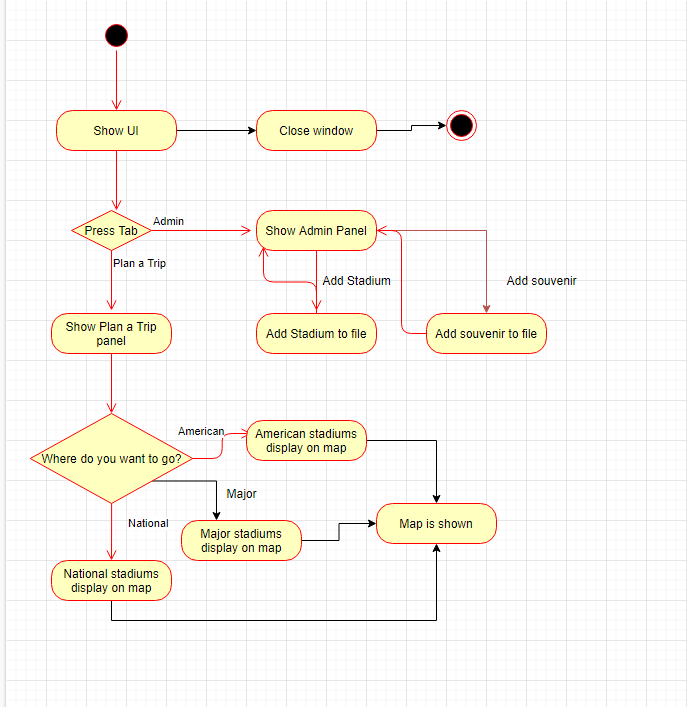 Show UI
Close window
Press Tab
Admin
Show Admin Panel
Plan a Trip
Add Stadium
Add souvenir
Show Plan a Trip
panel
Add Stadium to file
Add souvenir to file
American
American stadiums
display on map
Where do you want to go?
Major
National
Major stadiums
display on map
Map is shown
National stadiums
display on map